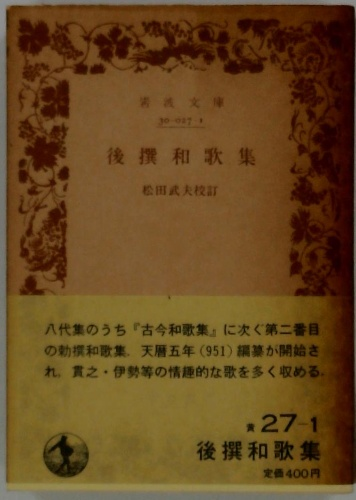 岩波文庫
30-027-1
後撰和歌集
松田武夫校訂
八代集のうち『古今和歌集』に次ぐ第二番目
の勅撰和歌集。天暦五年(951)編纂が開始さ
れ、貫之・伊勢等の情趣的な歌を多く収める。
黄 27-1
後撰和歌集
定価400円